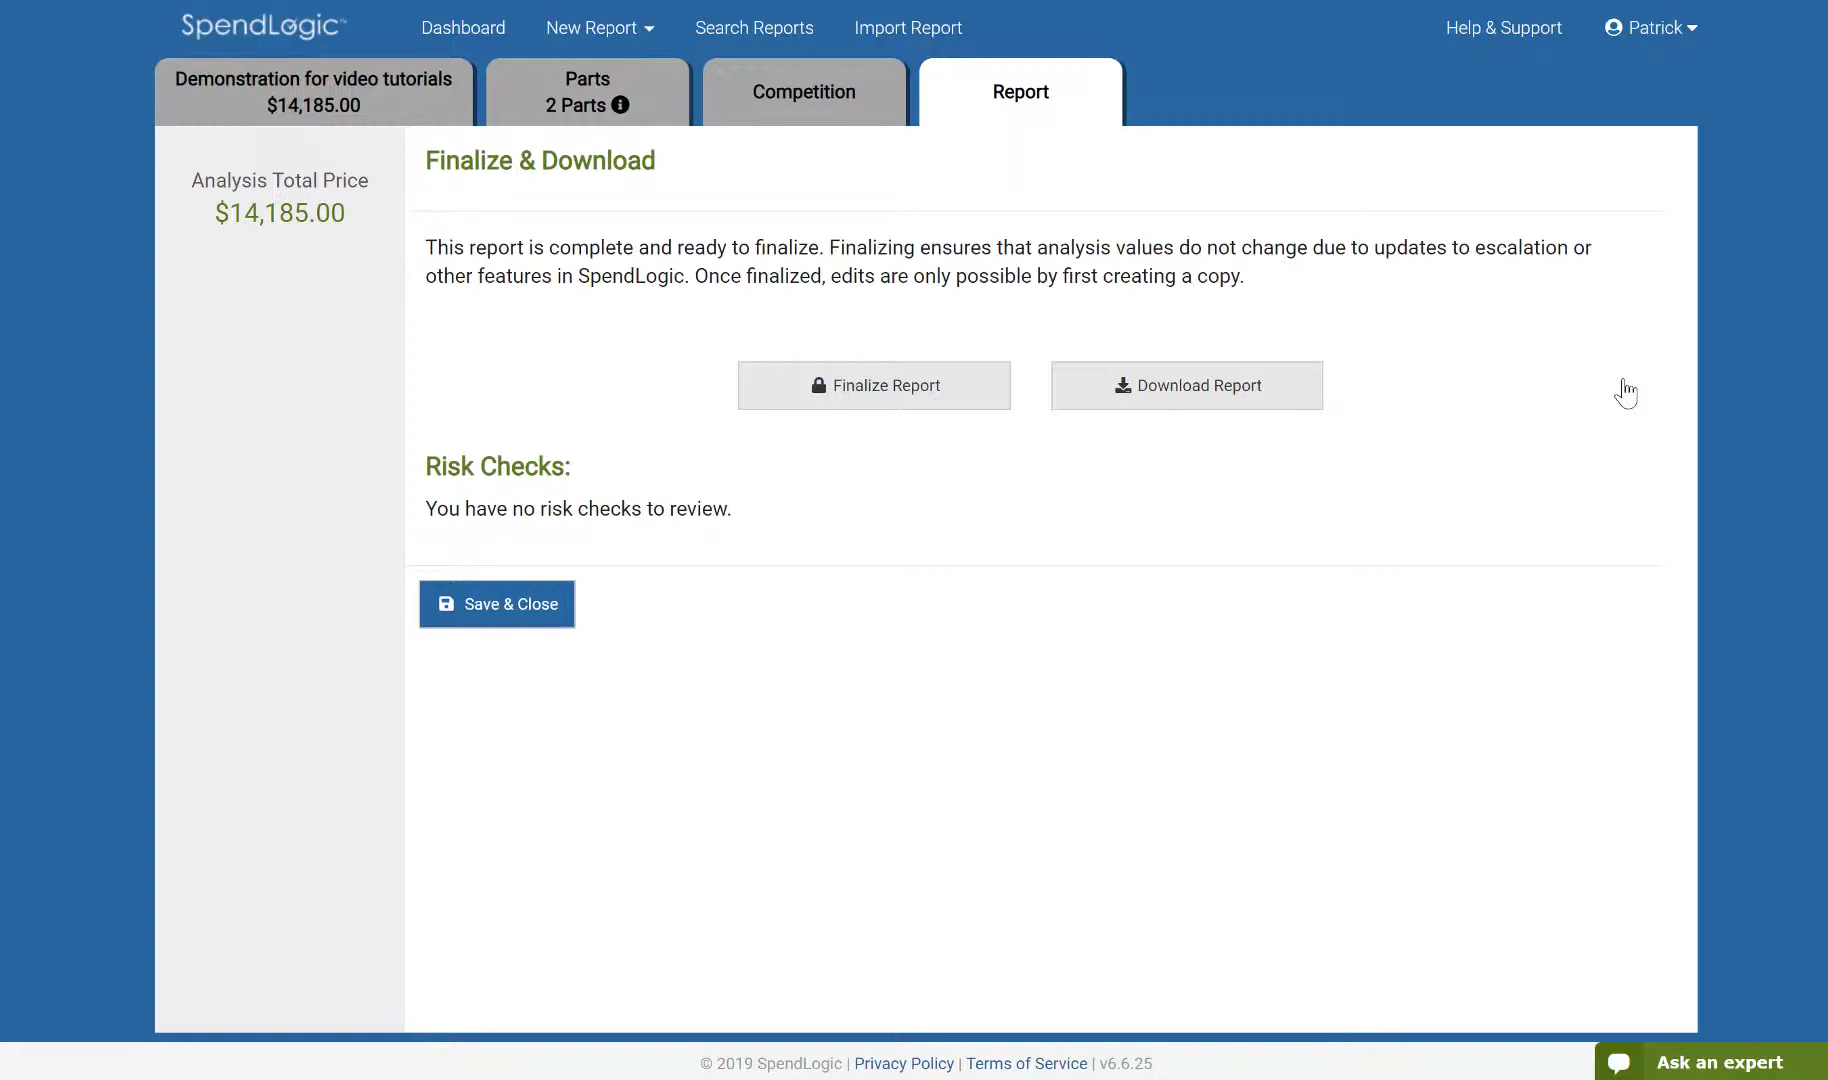 SpendLogic™
Dashboard
New Report
Search Reports
Import Report
Help & Support
Patrick
Demonstration for video tutorials
$14,185.00
Parts
2 Parts
Competition
Report
Analysis Total Price
$14,185.00
Finalize & Download
This report is complete and ready to finalize. Finalizing ensures that analysis values do not change due to updates to escalation or
other features in SpendLogic. Once finalized, edits are only possible by first creating a copy.
Finalize Report
Download Report
Risk Checks:
You have no risk checks to review.
Save & Close
© 2019 SpendLogic | Privacy Policy | Terms of Service | v6.6.25
Ask an expert